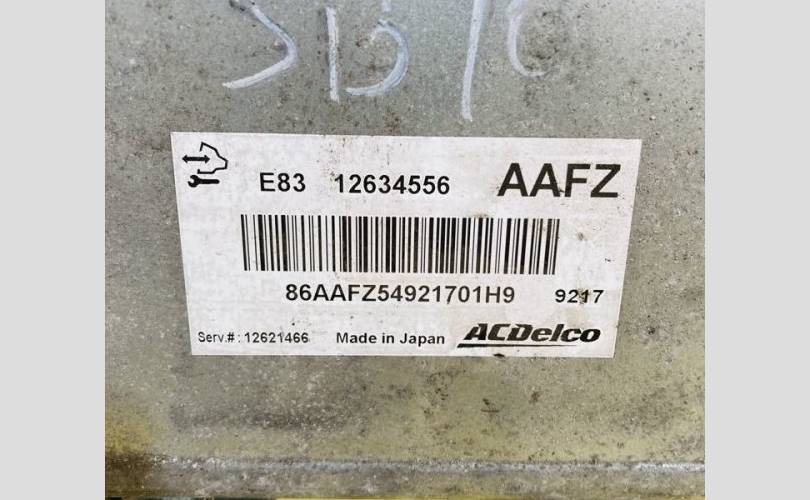 E83 12634556 AAFZ
86AAFZ54921701H9 9217
Serv.#: 12621466 Made in Japan ACDelco